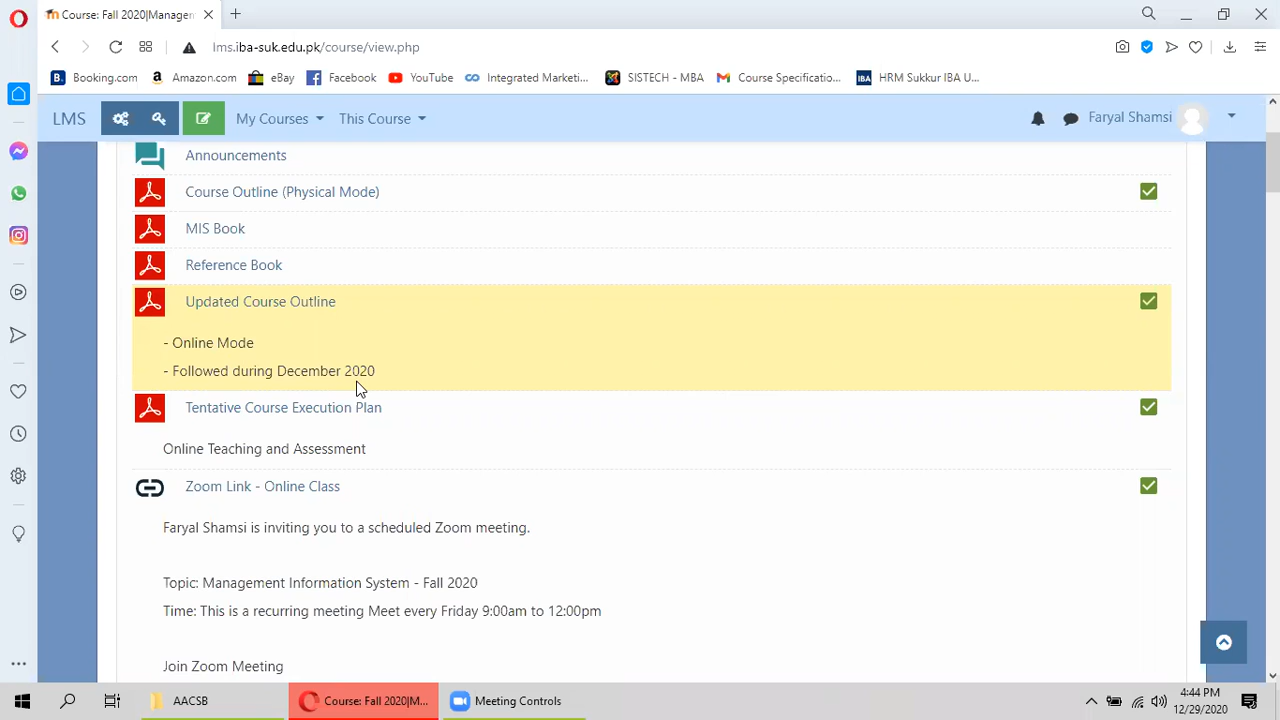 Course: Fall 2020|Manager
lms.iba-suk.edu.pk/course/view.php
B. Booking.com
a Amazon.com
eBay
Facebook
YouTube
Integrated Marketi...
SISTECH - MBA
Course Specificatio...
IBA HRM Sukkur IBA U...
LMS
My Courses
This Course
Faryal Shamsi
Announcements
Course Outline (Physical Mode)
MIS Book
Reference Book
Updated Course Outline
- Online Mode
- Followed during December 2020
Tentative Course Execution Plan
Online Teaching and Assessment
Zoom Link - Online Class
Faryal Shamsi is inviting you to a scheduled Zoom meeting.
Topic: Management Information System - Fall 2020
Time: This is a recurring meeting Meet every Friday 9:00am to 12:00pm
Join Zoom Meeting
AACSB
Course: Fall 2020|M...
Meeting Controls
4:44 PM
12/29/2020